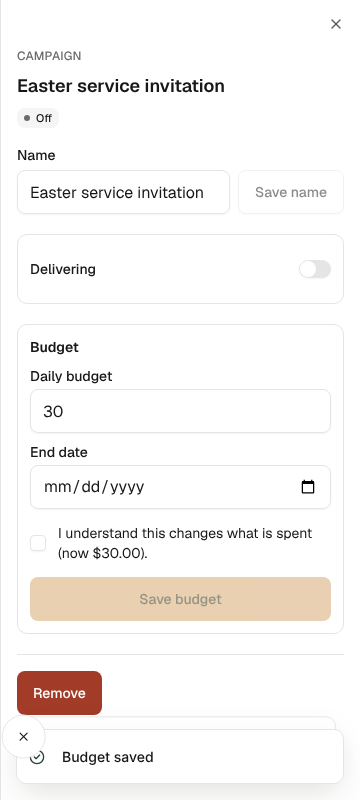 CAMPAIGN
Easter service invitation
Off
Name
Easter service invitation
Save name
Delivering
Budget
Daily budget
30
End date
mm/dd/yyyy
I understand this changes what is spent
(now $30.00).
Save budget
Remove
Budget saved